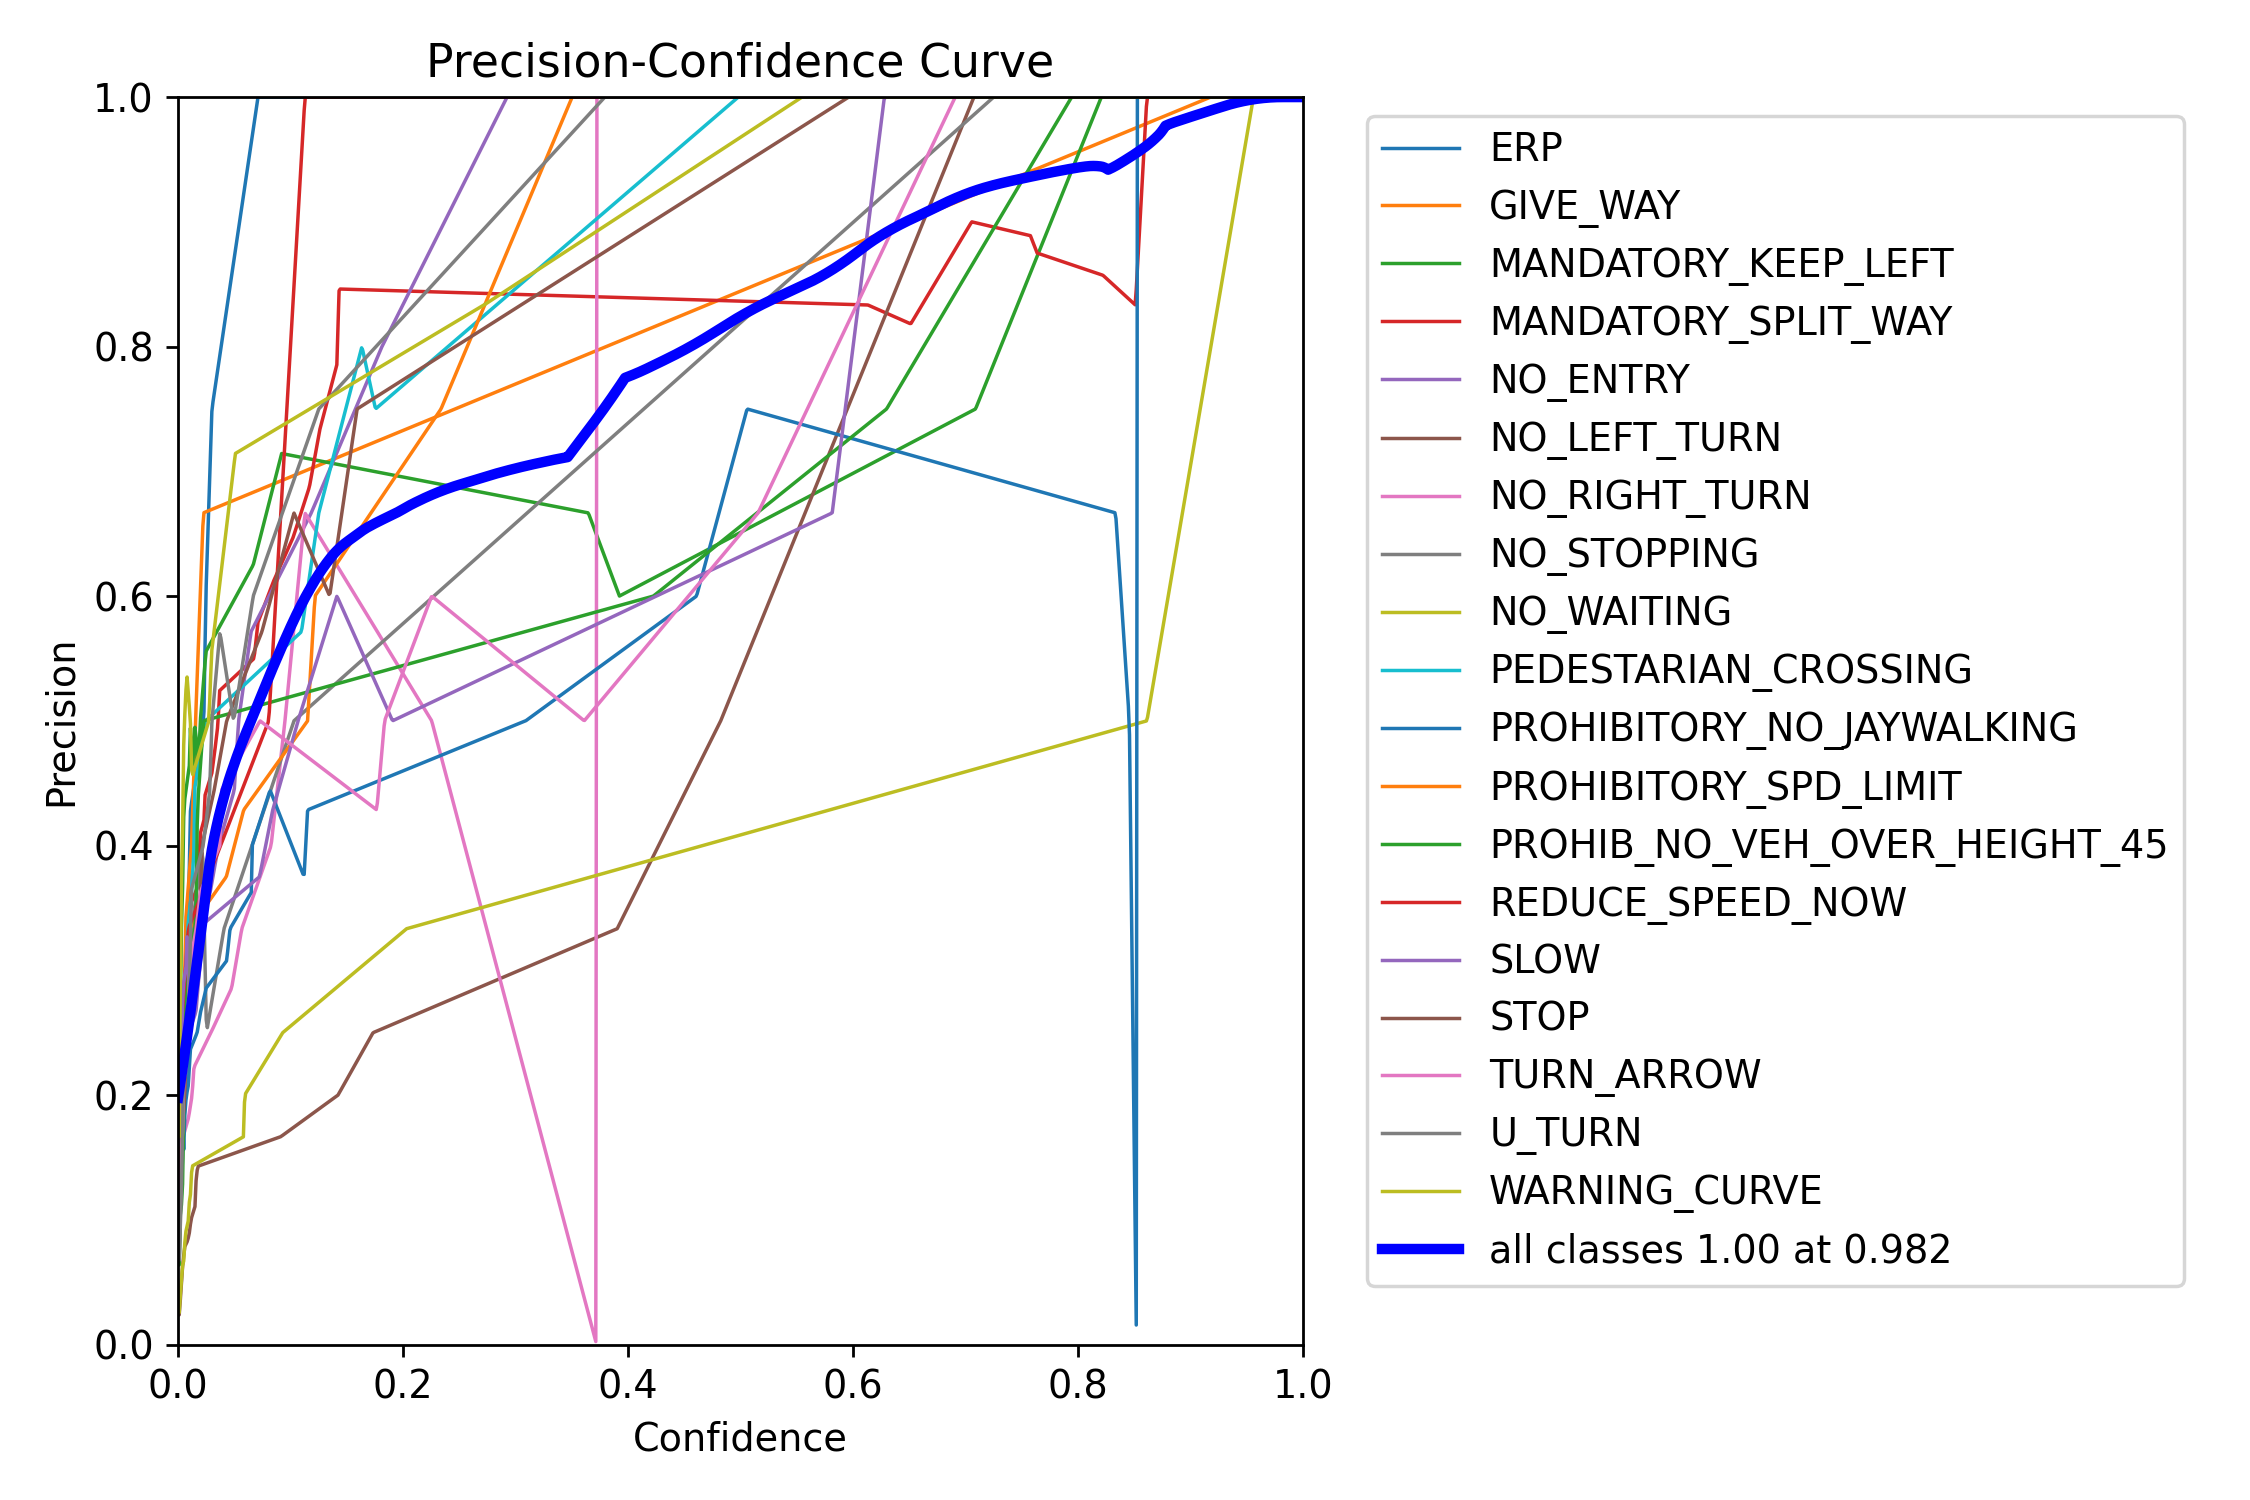 Precision-Confidence Curve
1.0
0.8
0.6
0.4
0.2
0.0
Precision
0.0 0.2 0.4 0.6 0.8 1.0
Confidence
ERP
GIVE_WAY
MANDATORY_KEEP_LEFT
MANDATORY_SPLIT_WAY
NO_ENTRY
NO_LEFT_TURN
NO_RIGHT_TURN
NO_STOPPING
NO_WAITING
PEDESTARIAN_CROSSING
PROHIBITORY_NO_JAYWALKING
PROHIBITORY_SPD_LIMIT
PROHIB_NO_VEH_OVER_HEIGHT_45
REDUCE_SPEED_NOW
SLOW
STOP
TURN_ARROW
U_TURN
WARNING_CURVE
all classes 1.00 at 0.982